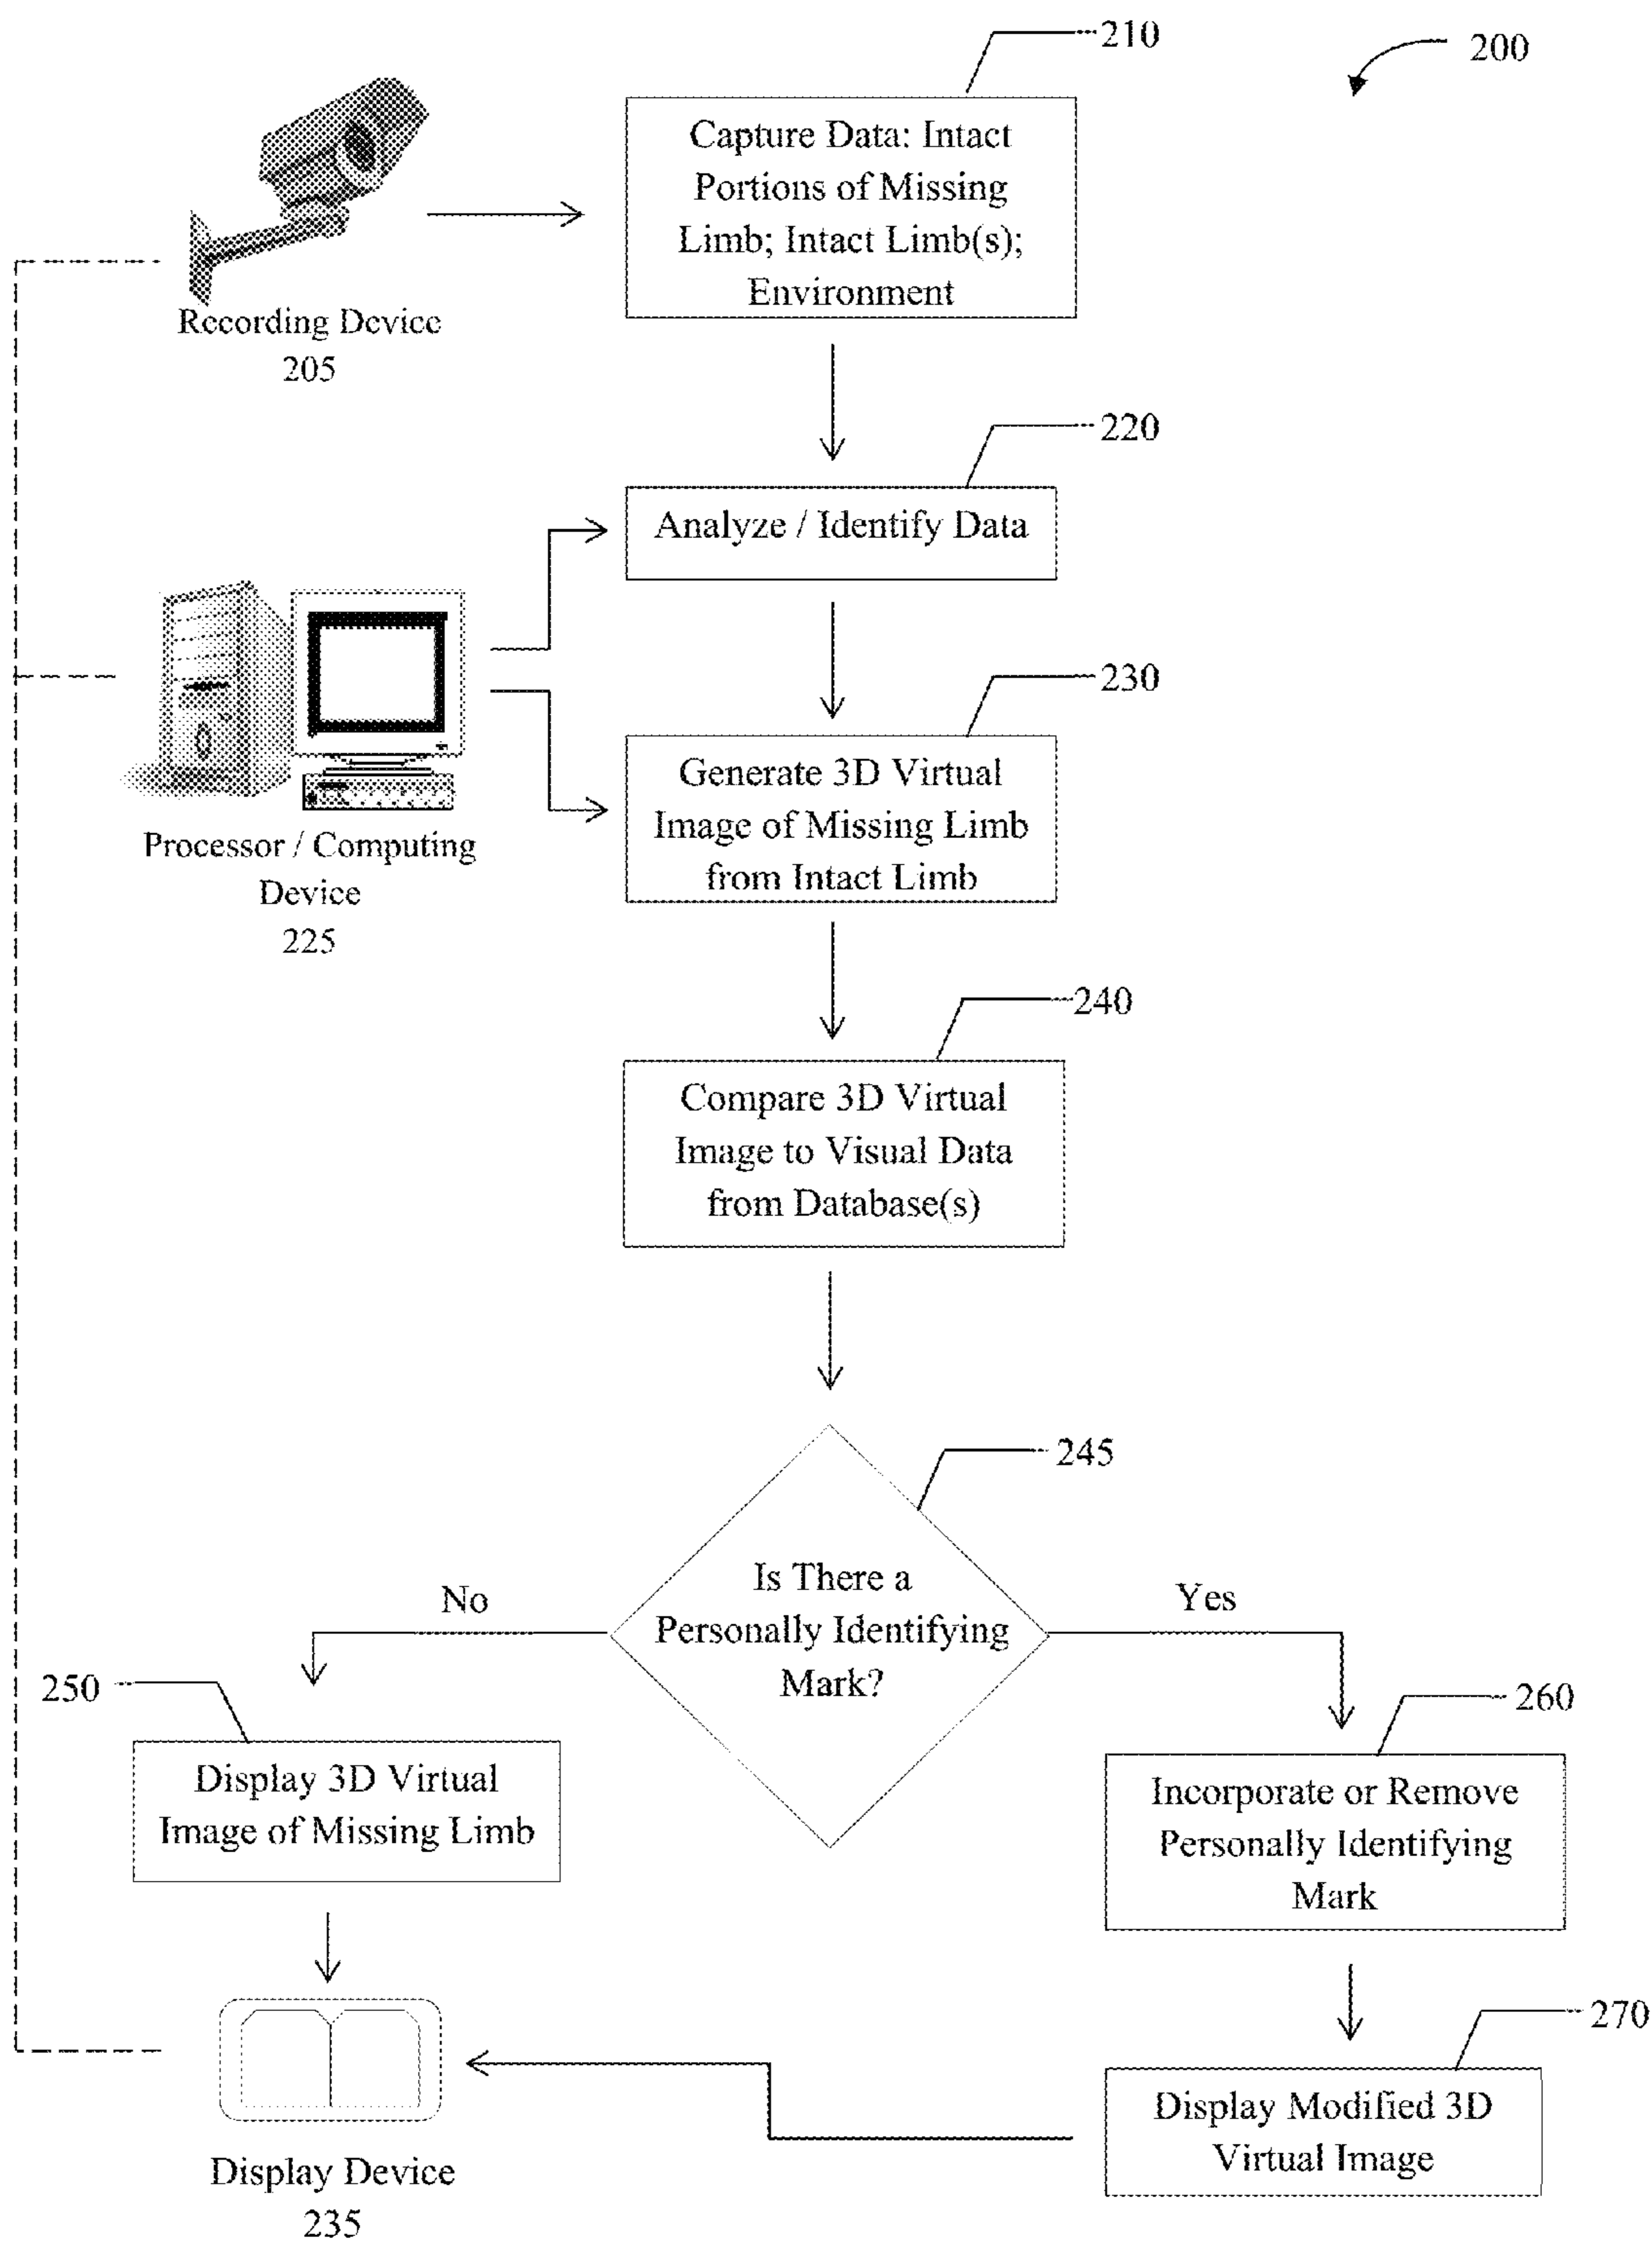 210
200
Capture Data: Intact
Portions of Missing
Limb; Intact Limb(s);
Environment
Recording Device
205
220
Analyze / Identify Data
230
Generate 3D Virtual
Image of Missing Limb
from Intact Limb
Processor / Computing
Device
225
240
Compare 3D Virtual
Image to Visual Data
from Database(s)
245
Is There a
Personally Identifying
Mark?
No
Yes
250
Display 3D Virtual
Image of Missing Limb
260
Incorporate or Remove
Personally Identifying
Mark
270
Display Modified 3D
Virtual Image
Display Device
235